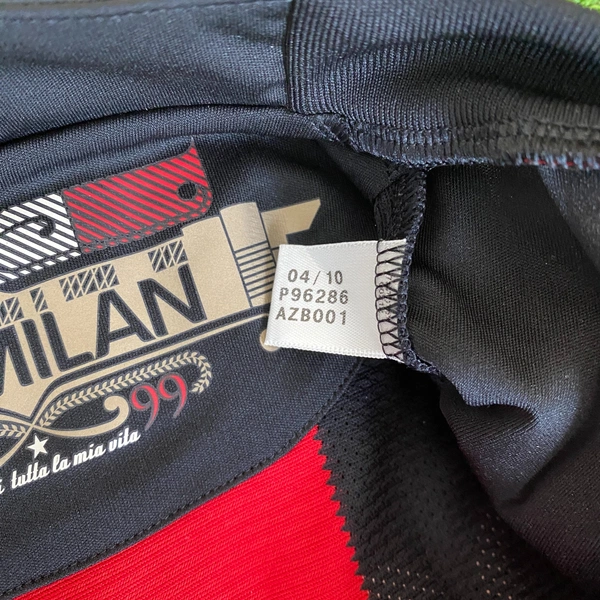 MILAN
04/10
P96286
AZB001
99
tutta la mia vita